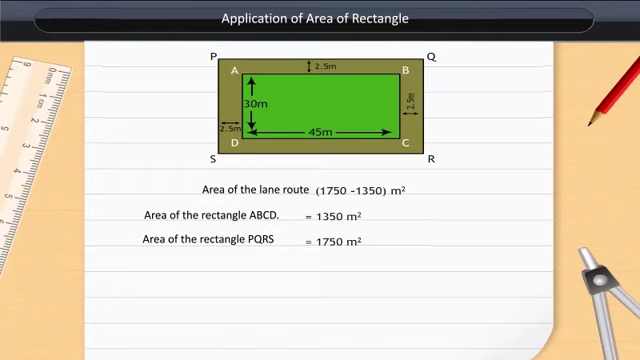 Application of Area of Rectangle
P
Q
A
B
2.5m
30m
2.5m
2.5m
45m
D
C
S
R
Area of the lane route (1750 -1350) m²
Area of the rectangle ABCD. = 1350 m²
Area of the rectangle PQRS = 1750 m²